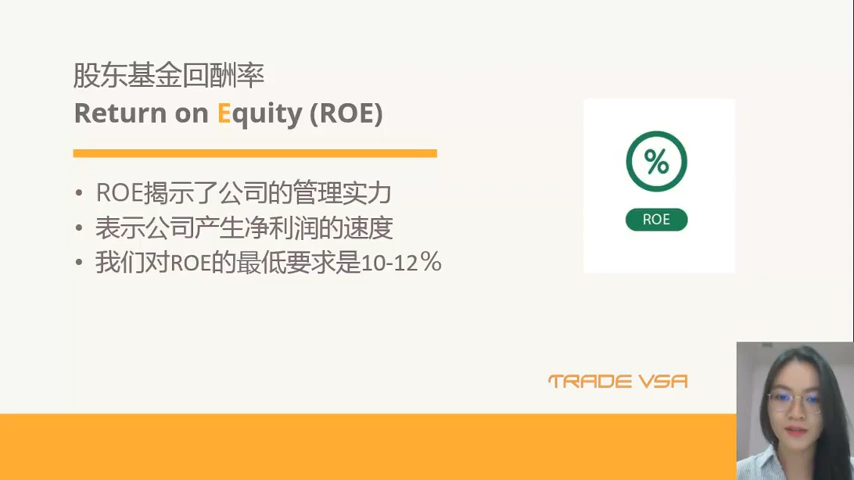 股东基金回酬率
Return on Equity (ROE)
• ROE揭示了公司的管理实力
• 表示公司产生净利润的速度
• 我们对ROE的最低要求是10-12%
%
ROE
TRADE VSA